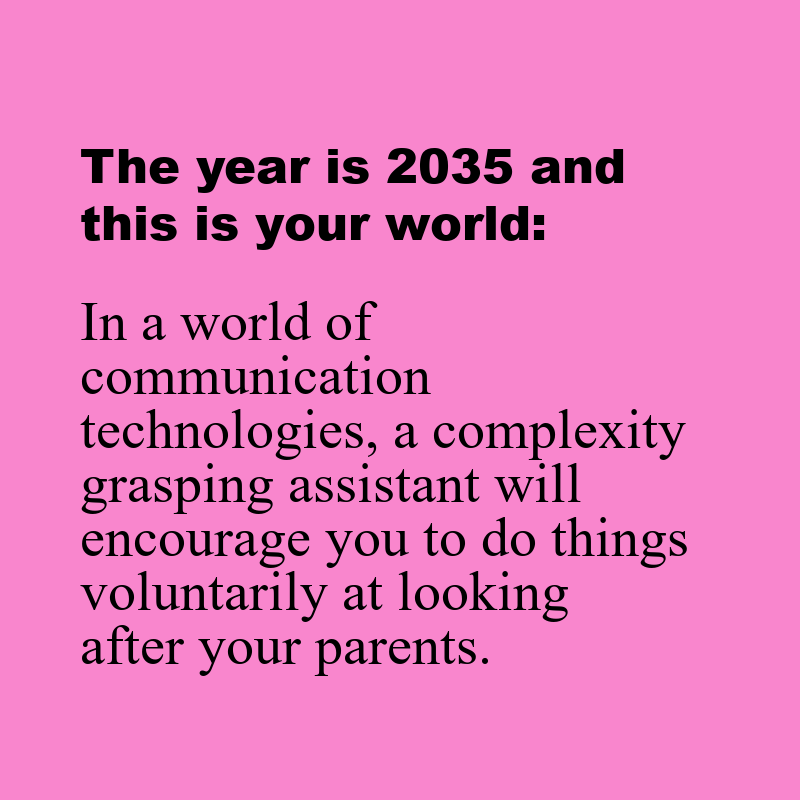 The year is 2035 and
this is your world:
In a world of
communication
technologies, a complexity
grasping assistant will
encourage you to do things
voluntarily at looking
after your parents.